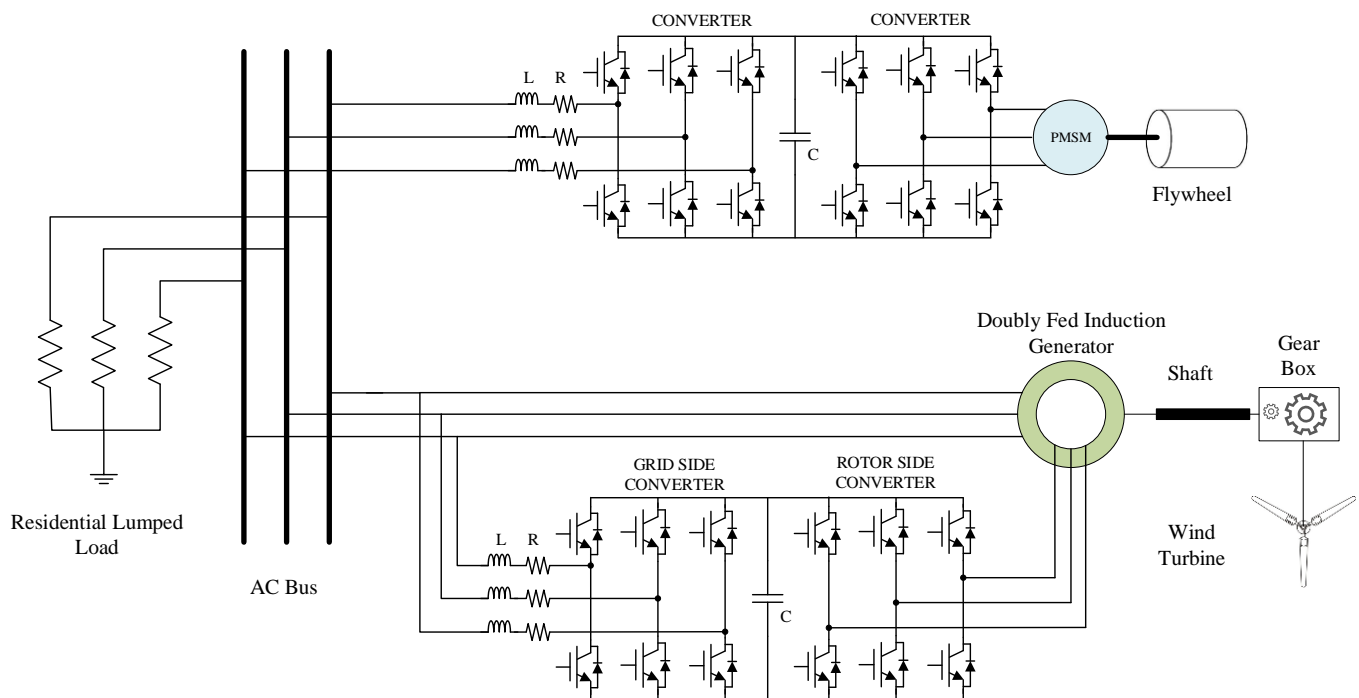 CONVERTER
CONVERTER
L
R
C
PMSM
Flywheel
Doubly Fed Induction
Generator
Shaft
Gear
Box
GRID SIDE
CONVERTER
ROTOR SIDE
CONVERTER
Residential Lumped
Load
AC Bus
L
R
C
Wind
Turbine